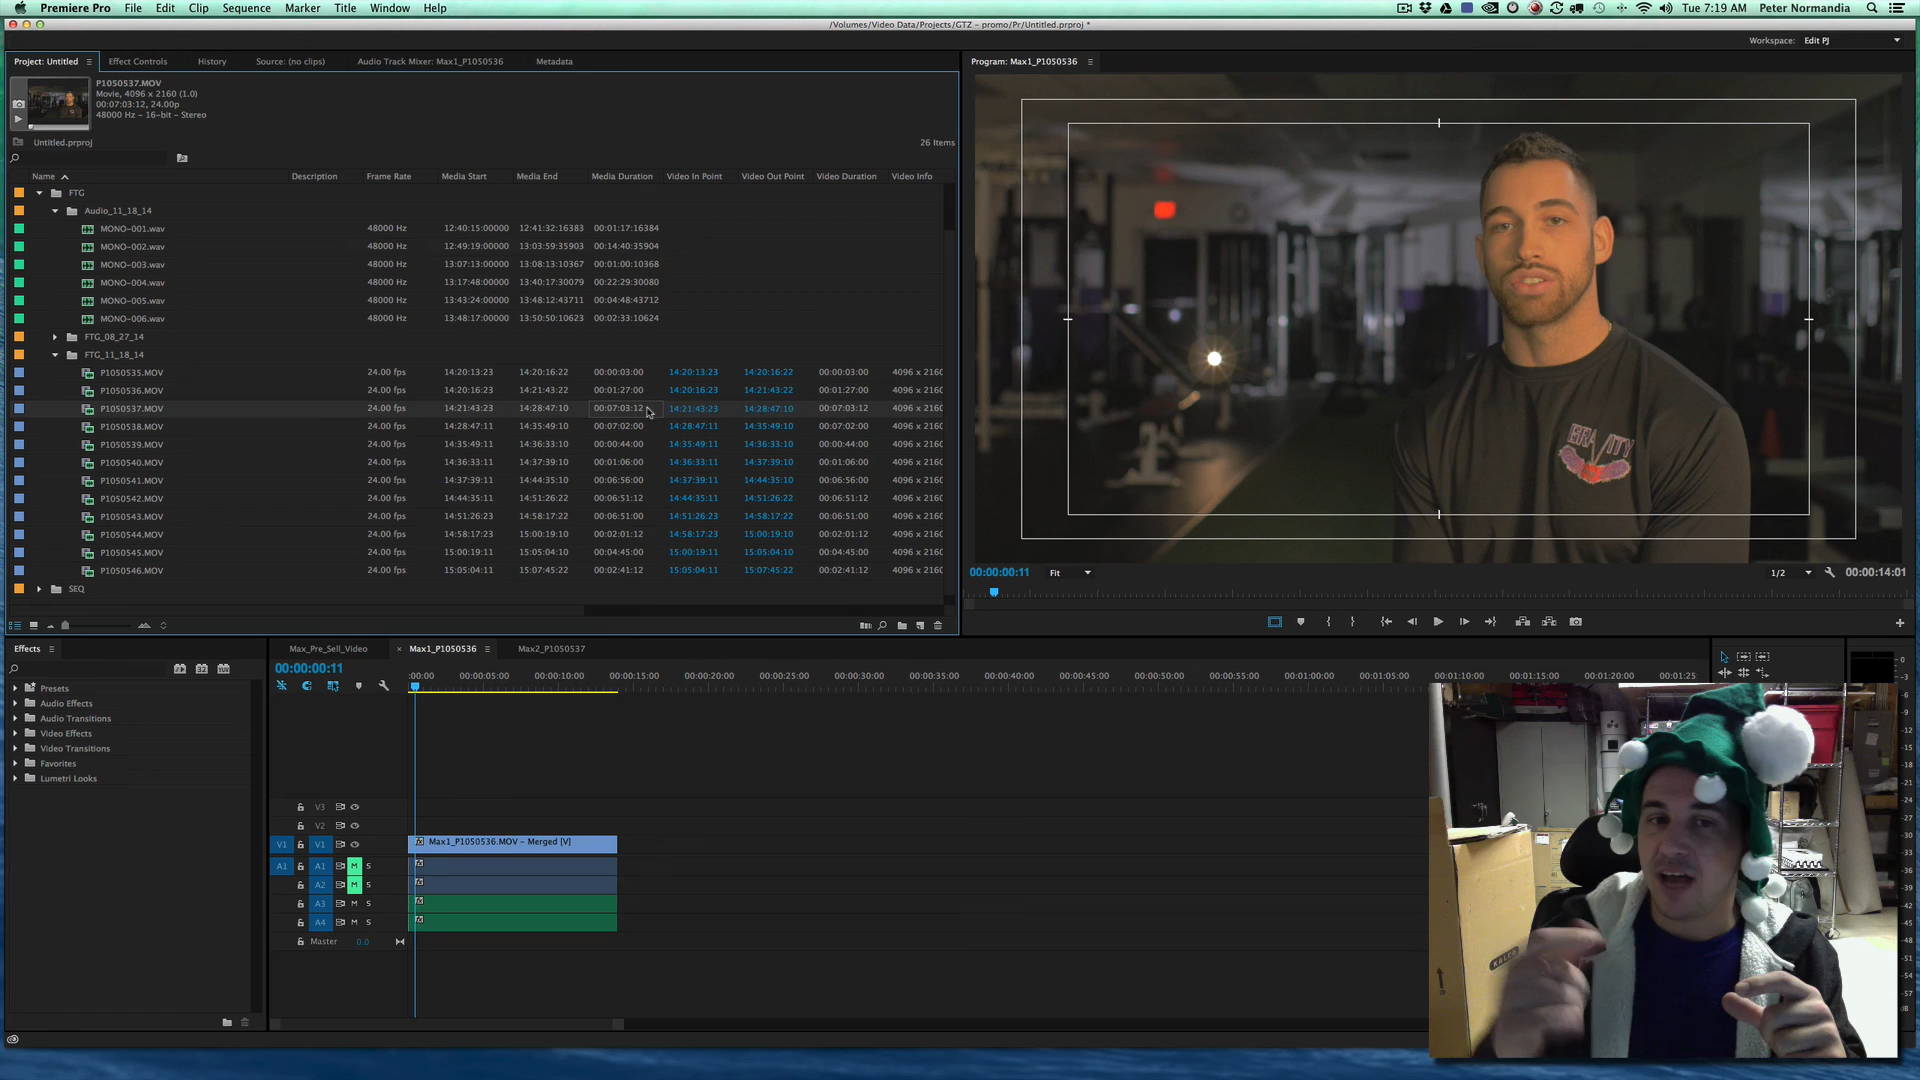 Premiere Pro File Edit Clip Sequence Marker Title Window Help Tue 7:19 AM Peter Normandia
/Volumes/Video Data/Projects/GTZ - promo/Pr/Untitled.prproj *
Workspace: Edit PJ
Project: Untitled Effect Controls History Source: (no clips) Audio Track Mixer: Max1_P1050536 Metadata Program: Max1_P1050536
P1050537.MOV
Movie, 4096 x 2160 (1.0)
00:07:03:12, 24.00p
48000 Hz - 16-bit - Stereo
Untitled.prproj 26 Items
Name Description Frame Rate Media Start Media End Media Duration Video In Point Video Out Point Video Duration Video Info
FTG
Audio_11_18_14
MONO-001.wav 48000 Hz 12:40:15:00000 12:41:32:16383 00:01:17:16384
MONO-002.wav 48000 Hz 12:49:19:00000 13:03:59:35903 00:14:40:35904
MONO-003.wav 48000 Hz 13:07:13:00000 13:08:13:10367 00:01:00:10368
MONO-004.wav 48000 Hz 13:17:48:00000 13:40:17:30079 00:22:29:30080
MONO-005.wav 48000 Hz 13:43:24:00000 13:48:12:43711 00:04:48:43712
MONO-006.wav 48000 Hz 13:48:17:00000 13:50:50:10623 00:02:33:10624
FTG_08_27_14
FTG_11_18_14
P1050535.MOV 24.00 fps 14:20:13:23 14:20:16:22 00:00:03:00 14:20:13:23 14:20:16:22 00:00:03:00 4096 x 2160
P1050536.MOV 24.00 fps 14:20:16:23 14:21:43:22 00:01:27:00 14:20:16:23 14:21:43:22 00:01:27:00 4096 x 2160
P1050537.MOV 24.00 fps 14:21:43:23 14:28:47:10 00:07:03:12 14:21:43:23 14:28:47:10 00:07:03:12 4096 x 2160
P1050538.MOV 24.00 fps 14:28:47:11 14:35:49:10 00:07:02:00 14:28:47:11 14:35:49:10 00:07:02:00 4096 x 2160
P1050539.MOV 24.00 fps 14:35:49:11 14:36:33:10 00:00:44:00 14:35:49:11 14:36:33:10 00:00:44:00 4096 x 2160
P1050540.MOV 24.00 fps 14:36:33:11 14:37:39:10 00:01:06:00 14:36:33:11 14:37:39:10 00:01:06:00 4096 x 2160
P1050541.MOV 24.00 fps 14:37:39:11 14:44:35:10 00:06:56:00 14:37:39:11 14:44:35:10 00:06:56:00 4096 x 2160
P1050542.MOV 24.00 fps 14:44:35:11 14:51:26:22 00:06:51:12 14:44:35:11 14:51:26:22 00:06:51:12 4096 x 2160
P1050543.MOV 24.00 fps 14:51:26:23 14:58:17:22 00:06:51:00 14:51:26:23 14:58:17:22 00:06:51:00 4096 x 2160
P1050544.MOV 24.00 fps 14:58:17:23 15:00:19:10 00:02:01:12 14:58:17:23 15:00:19:10 00:02:01:12 4096 x 2160
P1050545.MOV 24.00 fps 15:00:19:11 15:05:04:10 00:04:45:00 15:00:19:11 15:05:04:10 00:04:45:00 4096 x 2160
P1050546.MOV 24.00 fps 15:05:04:11 15:07:45:22 00:02:41:12 15:05:04:11 15:07:45:22 00:02:41:12 4096 x 2160
SEQ
GRAVITY
00:00:00:11 Fit 1/2 00:00:14:01
Effects
32
Presets
Audio Effects
Audio Transitions
Video Effects
Video Transitions
Favorites
Lumetri Looks
Max_Pre_Sell_Video × Max1_P1050536 Max2_P1050537
00:00:00:11
:00:00 00:00:05:00 00:00:10:00 00:00:15:00 00:00:20:00 00:00:25:00 00:00:30:00 00:00:35:00 00:00:40:00 00:00:45:00 00:00:50:00 00:00:55:00 00:01:00:00 00:01:05:00 00:01:10:00 00:01:15:00 00:01:20:00 00:01:25
V3
V2
V1 V1 Max1_P1050536.MOV - Merged [V]
A1 A1 M S
A2 M S
A3 M S
A4 M S
Master 0.0
0
-3
-6
-9
-12
-15
-18
-21
-24
-27
-30
-33
-36
-39
-42
-45
-48
-51
-54
-57
dB